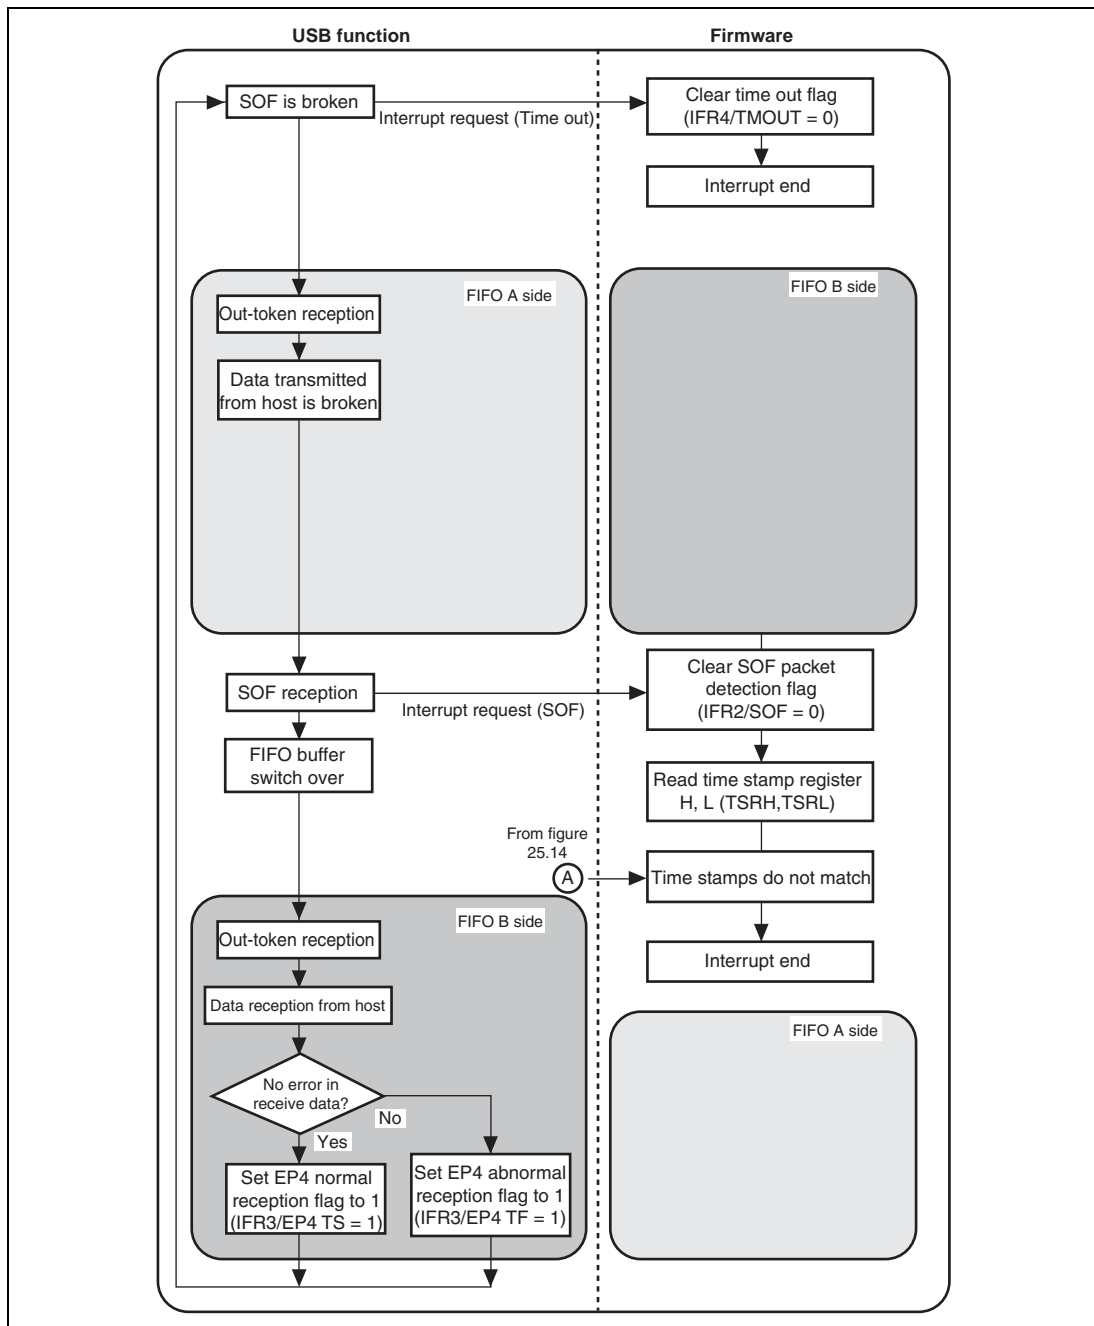 USB function
Firmware
SOF is broken
Interrupt request (Time out)
Clear time out flag
(IFR4/TMOUT = 0)
Interrupt end
FIFO A side
Out-token reception
Data transmitted
from host is broken
FIFO B side
SOF reception
Interrupt request (SOF)
Clear SOF packet
detection flag
(IFR2/SOF = 0)
FIFO buffer
switch over
Read time stamp register
H, L (TSRH,TSRL)
From figure
25.14
A
Time stamps do not match
Interrupt end
FIFO B side
Out-token reception
Data reception from host
No error in
receive data?
No
Yes
Set EP4 normal
reception flag to 1
(IFR3/EP4 TS = 1)
Set EP4 abnormal
reception flag to 1
(IFR3/EP4 TF = 1)
FIFO A side